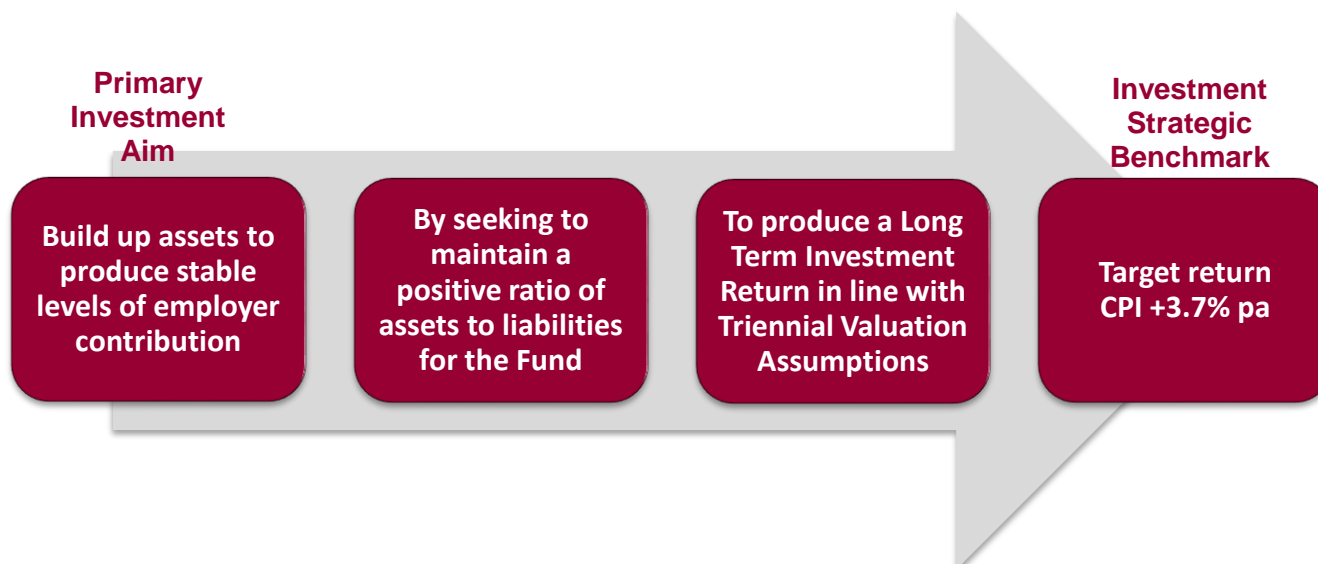 Primary
Investment
Aim
Build up assets to
produce stable
levels of employer
contribution
By seeking to
maintain a
positive ratio of
assets to liabilities
for the Fund
To produce a Long
Term Investment
Return in line with
Triennial Valuation
Assumptions
Investment
Strategic
Benchmark
Target return
CPI +3.7% pa